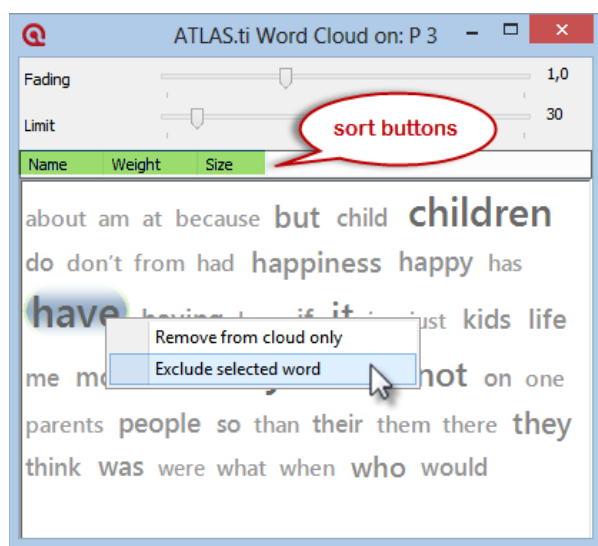 ATLAS.ti Word Cloud on: P 3
Fading 1,0
Limit 30
sort buttons
Name Weight Size
about am at because but child children
do don't from had happiness happy has
have having if it just kids life
Remove from cloud only
Exclude selected word
me not on one
parents people so than their them there they
think was were what when who would